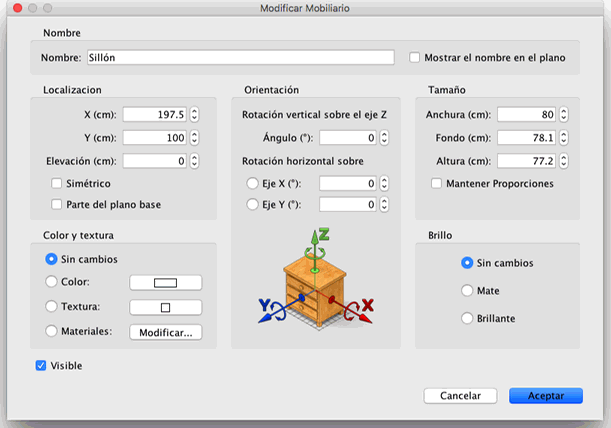 Modificar Mobiliario
Nombre
Nombre: Sillón
Mostrar el nombre en el plano
Localizacion
X (cm): 197.5
Y (cm): 100
Elevación (cm): 0
Simétrico
Parte del plano base
Orientación
Rotación vertical sobre el eje Z
Ángulo (°): 0
Rotación horizontal sobre
Eje X (°): 0
Eje Y (°): 0
Z
Y
X
Tamaño
Anchura (cm): 80
Fondo (cm): 78.1
Altura (cm): 77.2
Mantener Proporciones
Color y textura
Sin cambios
Color:
Textura:
Materiales: Modificar...
Brillo
Sin cambios
Mate
Brillante
Visible
Cancelar
Aceptar